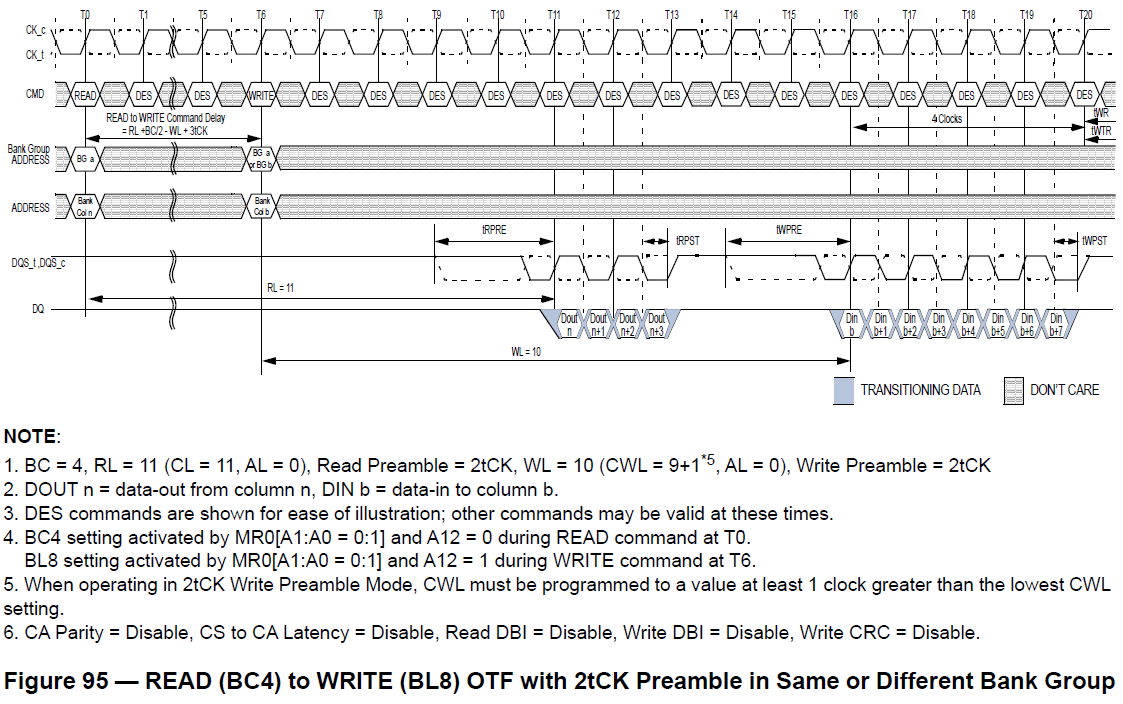 T0 T1 T5 T6 T7 T8 T9 T10 T11 T12 T13 T14 T15 T16 T17 T18 T19 T20
CK_c
CK_t
CMD READ DES DES WRITE DES DES DES DES DES DES DES DES DES DES DES DES DES DES
READ to WRITE Command Delay
= RL +BC/2 - WL + 3tCK
4 Clocks
tWR
tWTR
Bank Group
ADDRESS
BG a
BG a
or BG b
ADDRESS
Bank
Col n
Bank
Col b
tRPRE tRPST tWPRE tWPST
DQS_t,DQS_c
RL = 11
DQ
Dout Dout Dout Dout Din Din Din Din Din Din Din Din
n n+1 n+2 n+3 b b+1 b+2 b+3 b+4 b+5 b+6 b+7
WL = 10
TRANSITIONING DATA DON'T CARE
NOTE:
1. BC = 4, RL = 11 (CL = 11, AL = 0), Read Preamble = 2tCK, WL = 10 (CWL = 9+1*5, AL = 0), Write Preamble = 2tCK
2. DOUT n = data-out from column n, DIN b = data-in to column b.
3. DES commands are shown for ease of illustration; other commands may be valid at these times.
4. BC4 setting activated by MR0[A1:A0 = 0:1] and A12 = 0 during READ command at T0.
BL8 setting activated by MR0[A1:A0 = 0:1] and A12 = 1 during WRITE command at T6.
5. When operating in 2tCK Write Preamble Mode, CWL must be programmed to a value at least 1 clock greater than the lowest CWL
setting.
6. CA Parity = Disable, CS to CA Latency = Disable, Read DBI = Disable, Write DBI = Disable, Write CRC = Disable.
Figure 95 — READ (BC4) to WRITE (BL8) OTF with 2tCK Preamble in Same or Different Bank Group